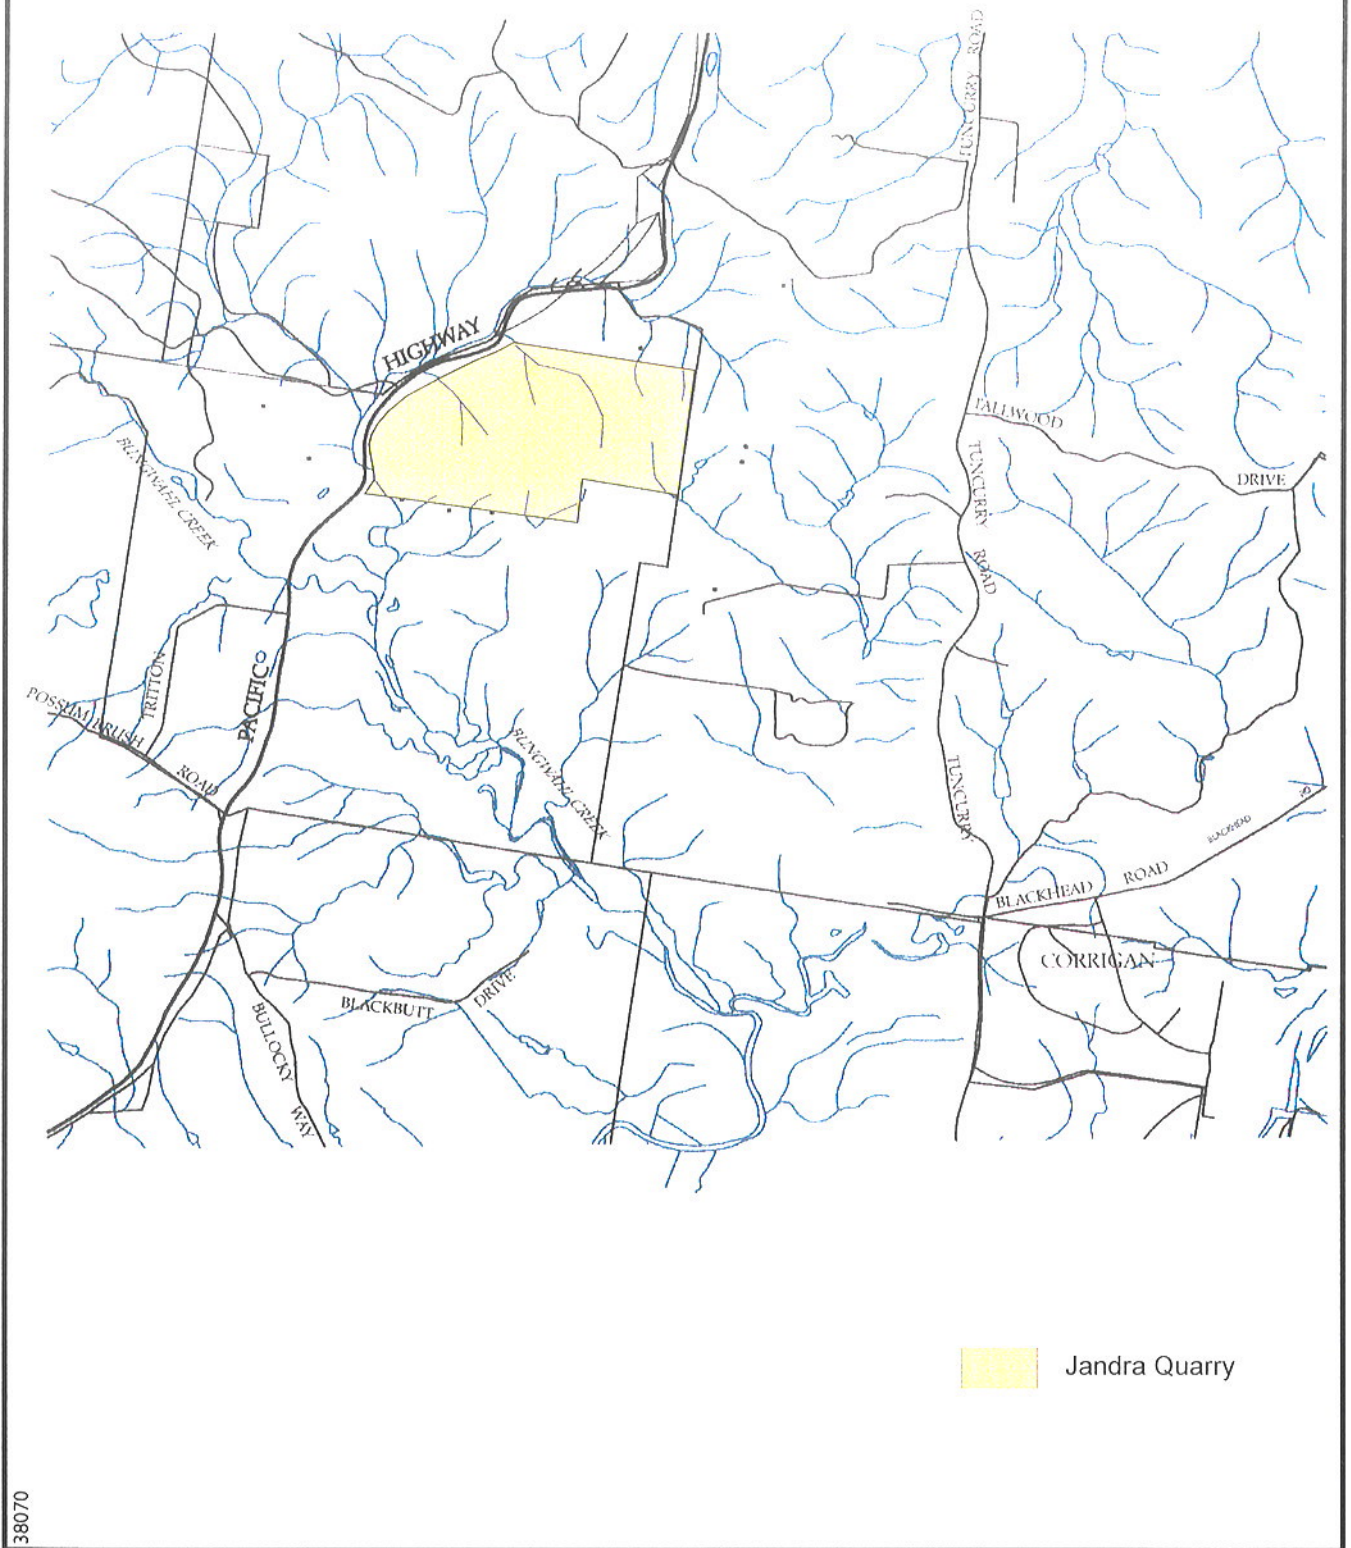 TUNCURRY ROAD
HIGHWAY
TALLWOOD
BUNGWAHL CREEK
TUNCURRY
DRIVE
ROAD
TRITTON
PACIFIC
POSSUM BRUSH
ROAD
BUNGWAHL CREEK
TUNCURRY
BLACKHEAD
BLACKHEAD ROAD
CORRIGAN
BLACKBUTT
DRIVE
BULLOCKY
WAY
Jandra Quarry
38070